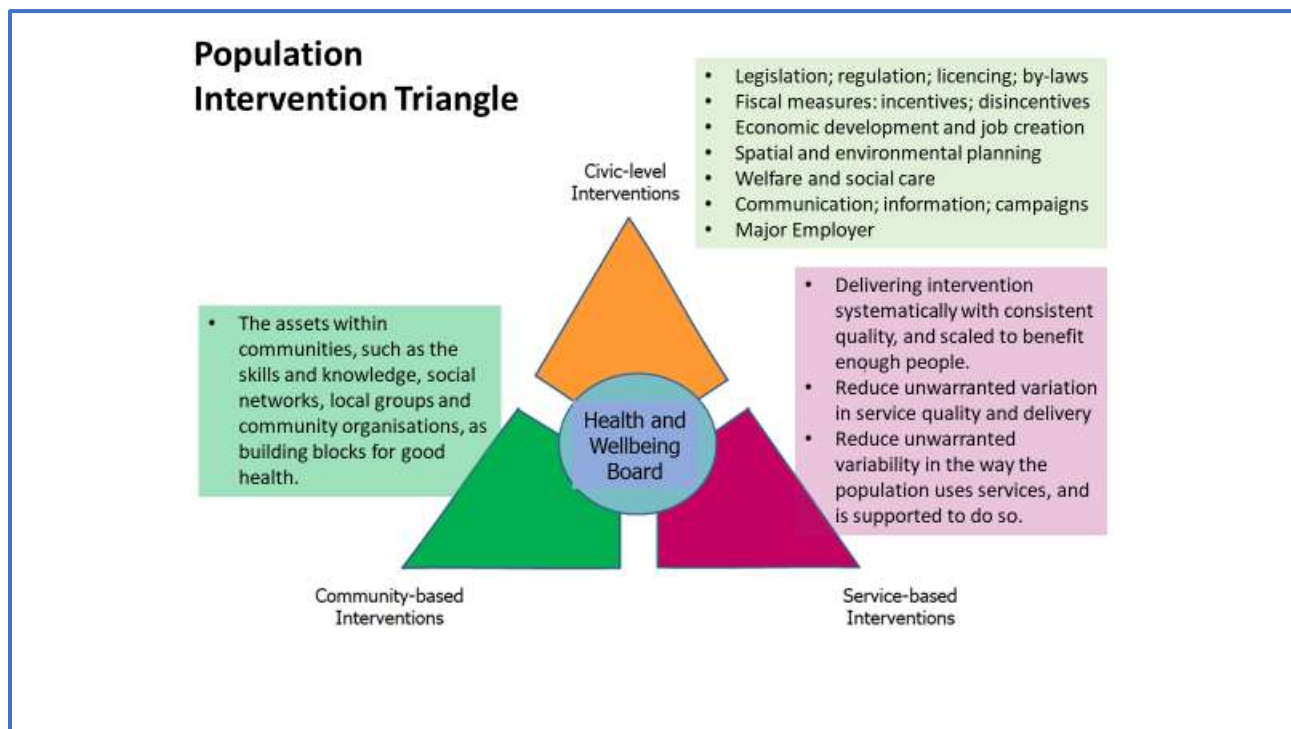 Population
Intervention Triangle
• Legislation; regulation; licencing; by-laws
• Fiscal measures: incentives; disincentives
• Economic development and job creation
• Spatial and environmental planning
• Welfare and social care
• Communication; information; campaigns
• Major Employer
Civic-level
Interventions
• The assets within
communities, such as the
skills and knowledge, social
networks, local groups and
community organisations, as
building blocks for good
health.
Health and
Wellbeing
Board
• Delivering intervention
systematically with consistent
quality, and scaled to benefit
enough people.
• Reduce unwarranted variation
in service quality and delivery
• Reduce unwarranted
variability in the way the
population uses services, and
is supported to do so.
Community-based
Interventions
Service-based
Interventions